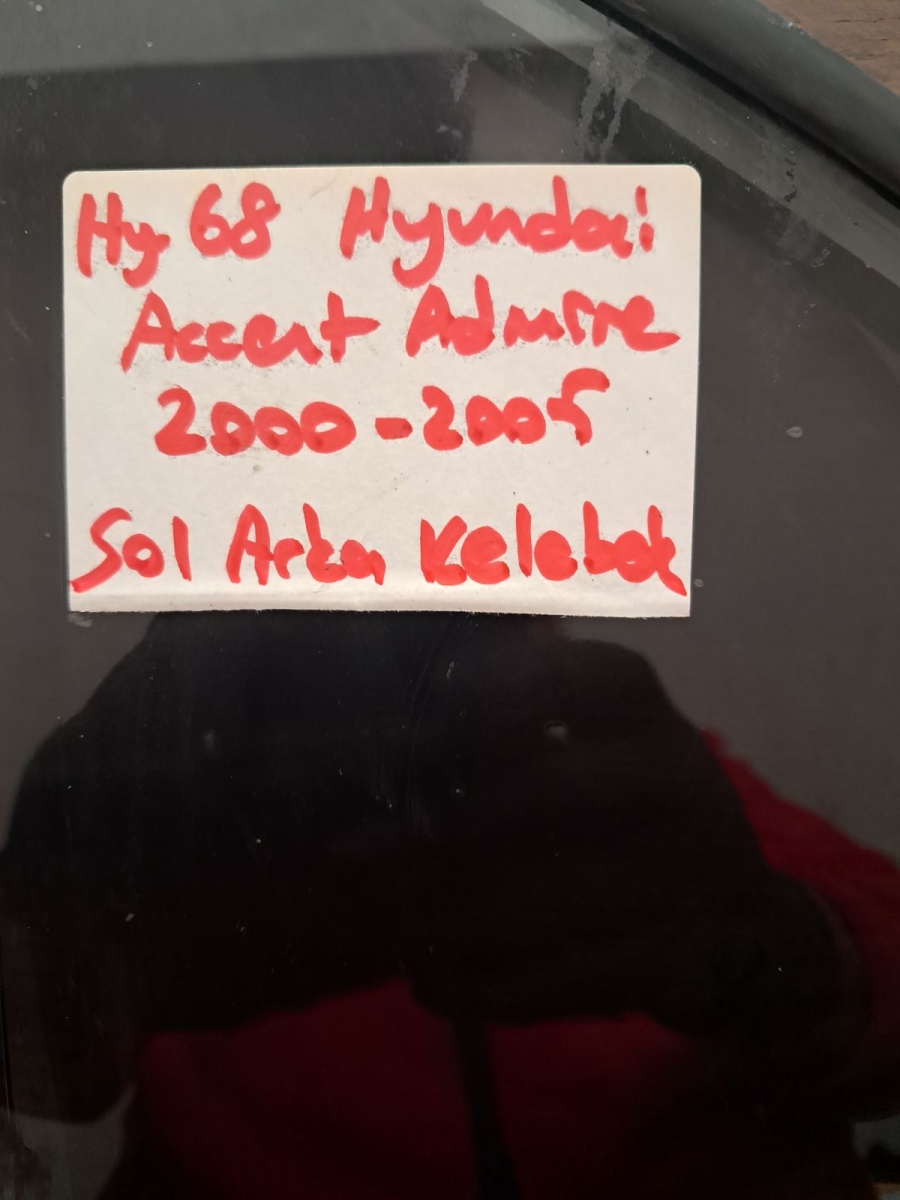 Hy 68 Hyundai
Accent Admire
2000-2005
Sol Arka Kelebek